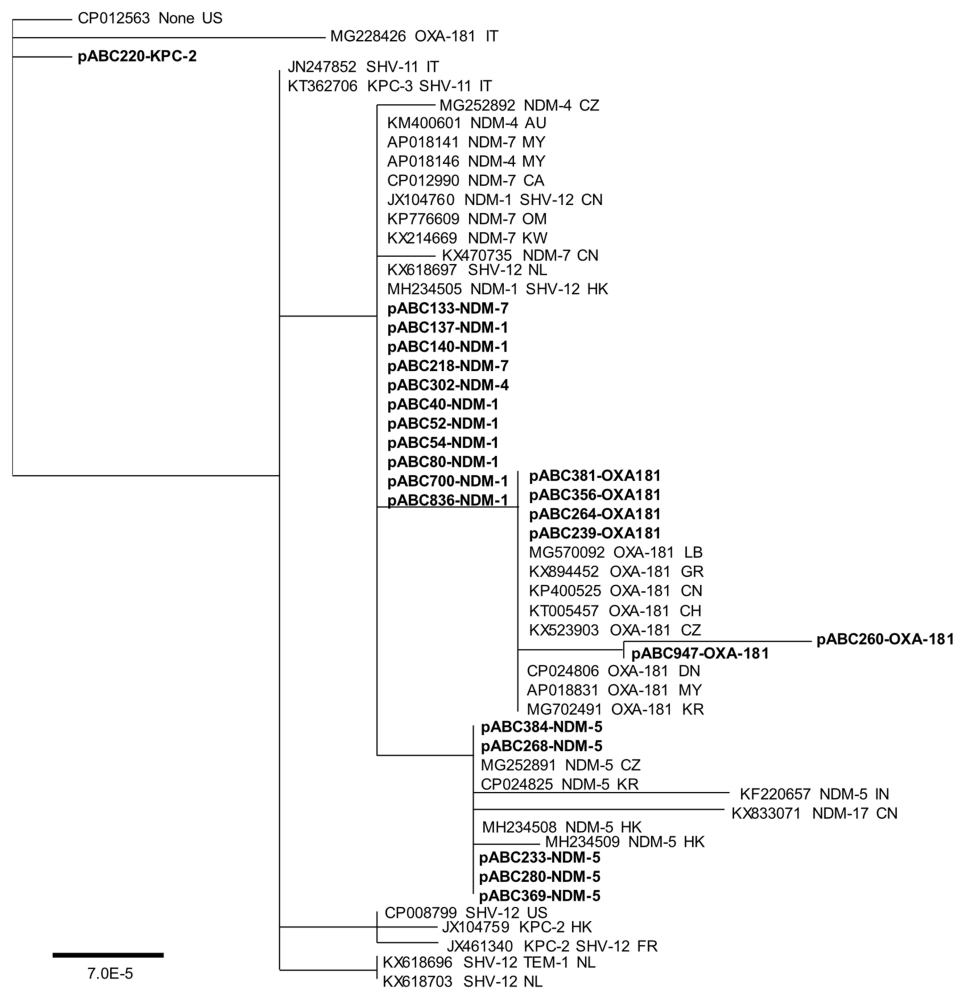 CP012563 None US
MG228426 OXA-181 IT
pABC220-KPC-2
JN247852 SHV-11 IT
KT362706 KPC-3 SHV-11 IT
MG252892 NDM-4 CZ
KM400601 NDM-4 AU
AP018141 NDM-7 MY
AP018146 NDM-4 MY
CP012990 NDM-7 CA
JX104760 NDM-1 SHV-12 CN
KP776609 NDM-7 OM
KX214669 NDM-7 KW
KX470735 NDM-7 CN
KX618697 SHV-12 NL
MH234505 NDM-1 SHV-12 HK
pABC133-NDM-7
pABC137-NDM-1
pABC140-NDM-1
pABC218-NDM-7
pABC302-NDM-4
pABC40-NDM-1
pABC52-NDM-1
pABC54-NDM-1
pABC80-NDM-1
pABC700-NDM-1
pABC836-NDM-1
pABC381-OXA181
pABC356-OXA181
pABC264-OXA181
pABC239-OXA181
MG570092 OXA-181 LB
KX894452 OXA-181 GR
KP400525 OXA-181 CN
KT005457 OXA-181 CH
KX523903 OXA-181 CZ
pABC260-OXA-181
pABC947-OXA-181
CP024806 OXA-181 DN
AP018831 OXA-181 MY
MG702491 OXA-181 KR
pABC384-NDM-5
pABC268-NDM-5
MG252891 NDM-5 CZ
CP024825 NDM-5 KR
KF220657 NDM-5 IN
KX833071 NDM-17 CN
MH234508 NDM-5 HK
MH234509 NDM-5 HK
pABC233-NDM-5
pABC280-NDM-5
pABC369-NDM-5
CP008799 SHV-12 US
JX104759 KPC-2 HK
JX461340 KPC-2 SHV-12 FR
KX618696 SHV-12 TEM-1 NL
KX618703 SHV-12 NL
7.0E-5